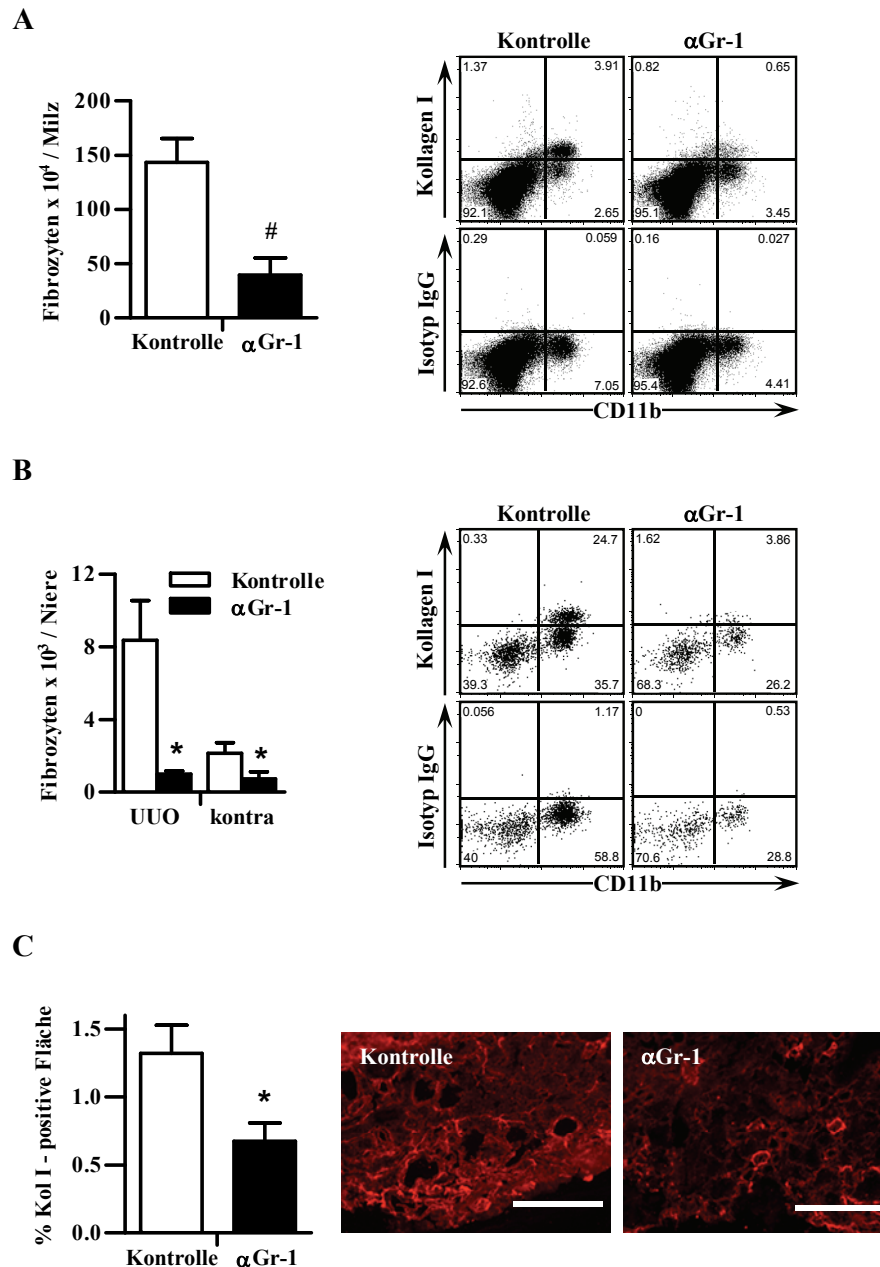 A
Kontrolle
αGr-1
Fibrozyten x 10⁴ / Milz
200
150
100
50
0
#
Kontrolle
αGr-1
Kollagen I
1.37
3.91
92.1
2.65
0.82
0.65
95.1
3.45
Isotyp IgG
0.29
0.059
92.6
7.05
0.16
0.027
95.4
4.41
CD11b
B
Kontrolle
αGr-1
Fibrozyten x 10³ / Niere
12
8
4
0
Kontrolle
αGr-1
*
*
UUO
kontra
Kollagen I
0.33
24.7
39.3
35.7
1.62
3.86
68.3
26.2
Isotyp IgG
0.056
1.17
40
58.8
0
0.53
70.6
28.8
CD11b
C
% Kol I - positive Fläche
1.5
1.0
0.5
0.0
*
Kontrolle
αGr-1
Kontrolle
αGr-1